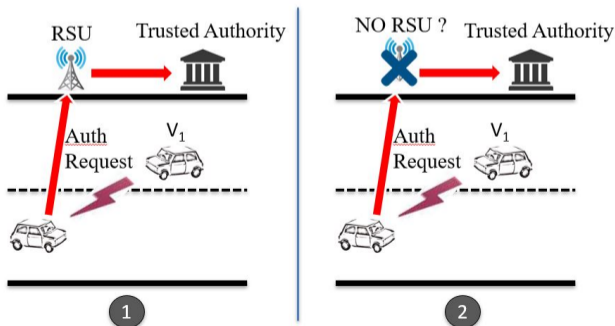 RSU
Trusted Authority
Auth
Request
V₁
1
NO RSU ?
Trusted Authority
Auth
Request
V₁
2